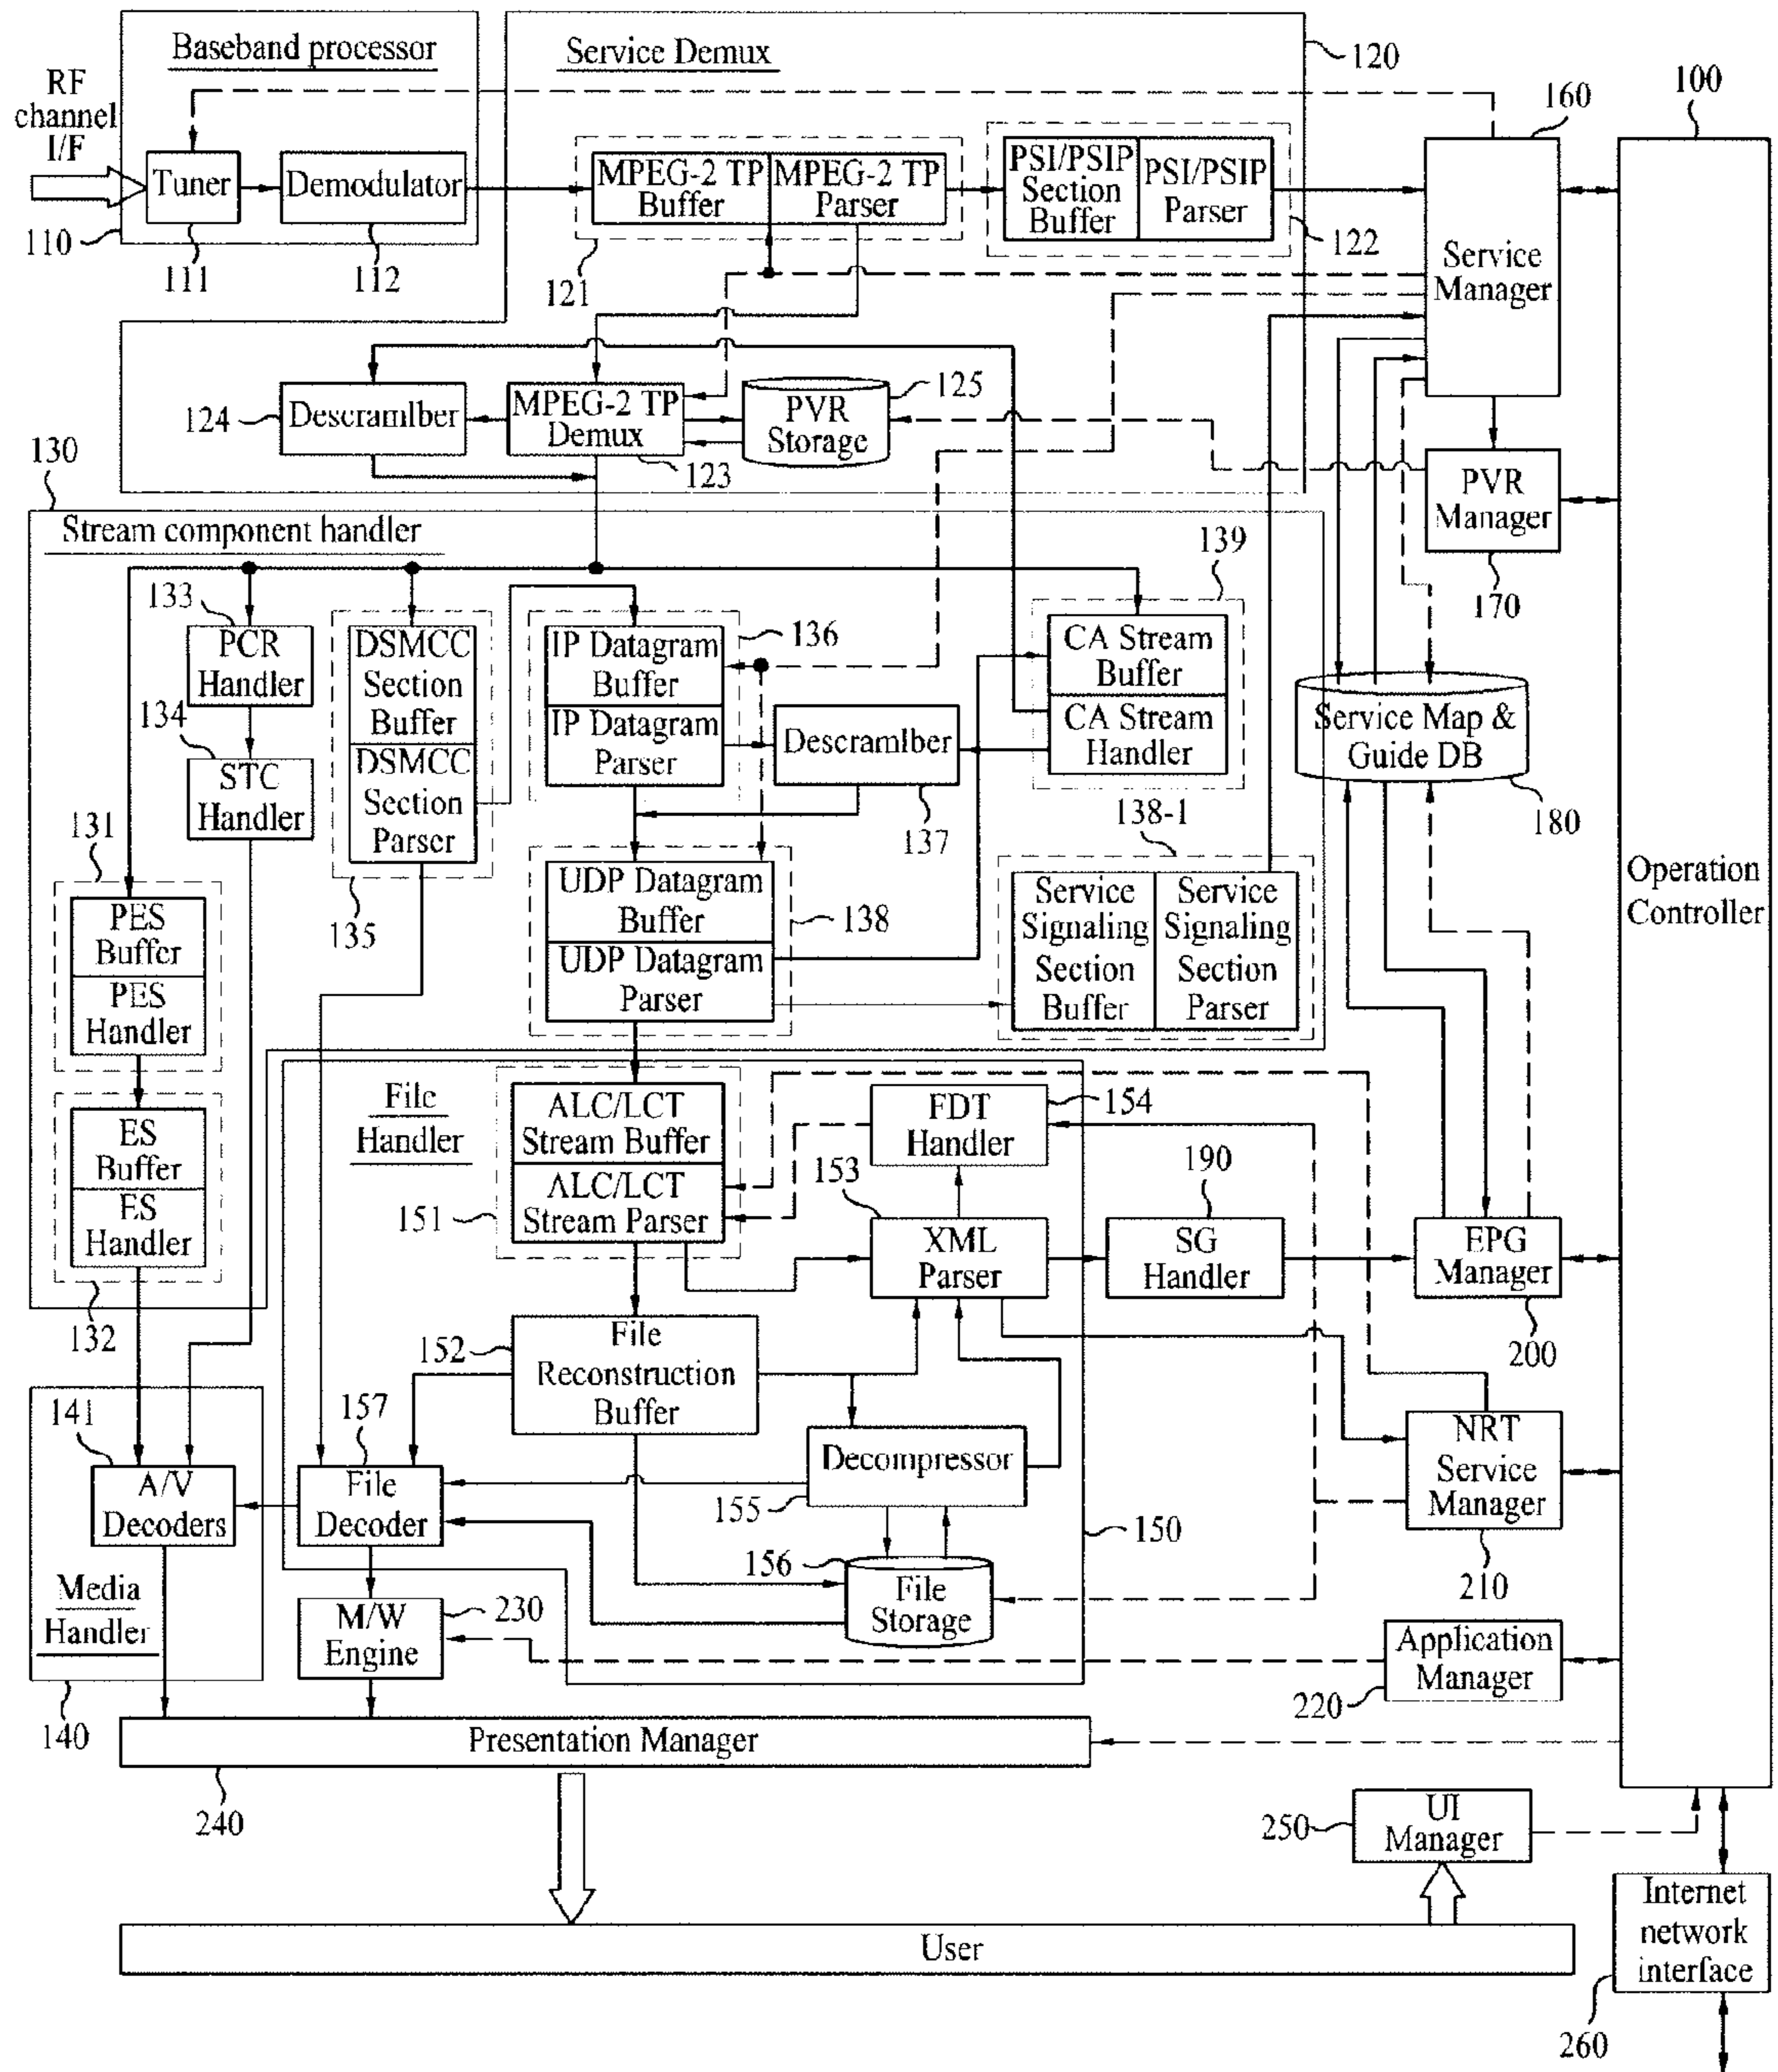 Baseband processor
Service Demux
120
RF
channel
I/F
100
160
Tuner
Demodulator
MPEG-2 TP
Buffer
MPEG-2 TP
Parser
PSI/PSIP
Section
Buffer
PSI/PSIP
Parser
110
111
112
121
122
Service
Manager
124
Descramlber
MPEG-2 TP
Demux
123
PVR
Storage
125
130
PVR
Manager
170
Stream component handler
133
PCR
Handler
134
STC
Handler
DSMCC
Section
Buffer
DSMCC
Section
Parser
135
IP Datagram
Buffer
IP Datagram
Parser
136
Descramlber
137
139
CA Stream
Buffer
CA Stream
Handler
Service Map &
Guide DB
180
138-1
131
PES
Buffer
PES
Handler
UDP Datagram
Buffer
UDP Datagram
Parser
138
Service
Signaling
Section
Buffer
Service
Signaling
Section
Parser
Operation
Controller
ES
Buffer
ES
Handler
132
File
Handler
ALC/LCT
Stream Buffer
ALC/LCT
Stream Parser
151
FDT
Handler
154
153
XML
Parser
190
SG
Handler
EPG
Manager
200
152
File
Reconstruction
Buffer
141
A/V
Decoders
157
File
Decoder
Decompressor
155
150
NRT
Service
Manager
210
156
File
Storage
Media
Handler
140
M/W
Engine
230
Application
Manager
220
Presentation Manager
240
250
UI
Manager
User
Internet
network
interface
260